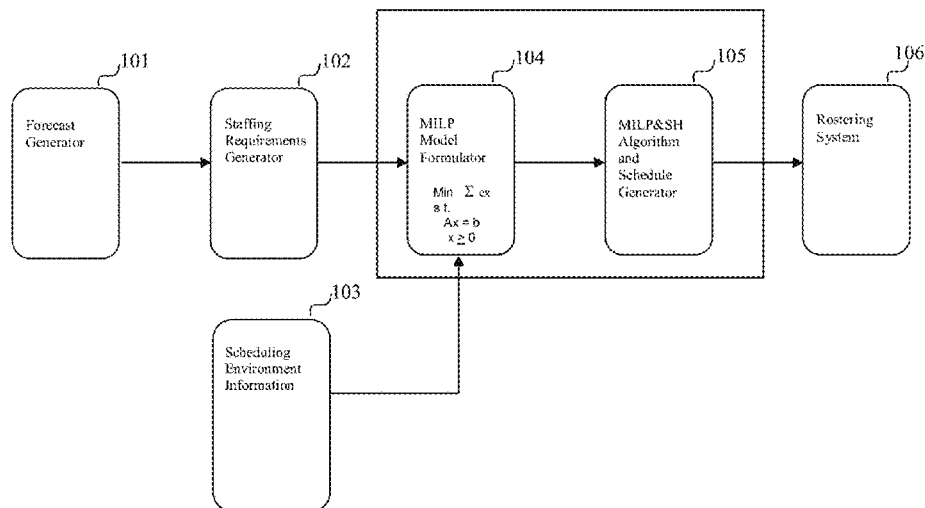 101
Forecast
Generator
102
Staffing
Requirements
Generator
104
MILP
Model
Formulator
Min Σ cx
s.t.
Ax = b
x ≥ 0
105
MILP&SH
Algorithm
and
Schedule
Generator
106
Rostering
System
103
Scheduling
Environment
Information